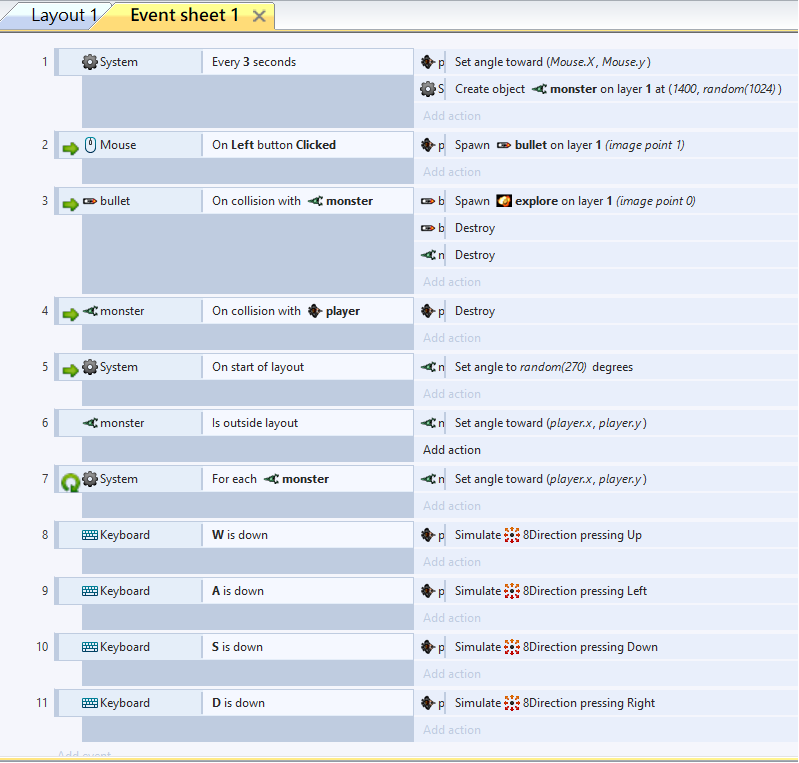 Layout 1 Event sheet 1
1 System Every 3 seconds p Set angle toward (Mouse.X, Mouse.y)
S Create object monster on layer 1 at (1400, random(1024))
Add action
2 Mouse On Left button Clicked p Spawn bullet on layer 1 (image point 1)
Add action
3 bullet On collision with monster b Spawn explore on layer 1 (image point 0)
b Destroy
n Destroy
Add action
4 monster On collision with player p Destroy
Add action
5 System On start of layout n Set angle to random(270) degrees
Add action
6 monster Is outside layout n Set angle toward (player.x, player.y)
Add action
7 System For each monster n Set angle toward (player.x, player.y)
Add action
8 Keyboard W is down p Simulate 8Direction pressing Up
Add action
9 Keyboard A is down p Simulate 8Direction pressing Left
Add action
10 Keyboard S is down p Simulate 8Direction pressing Down
Add action
11 Keyboard D is down p Simulate 8Direction pressing Right
Add action
Add event